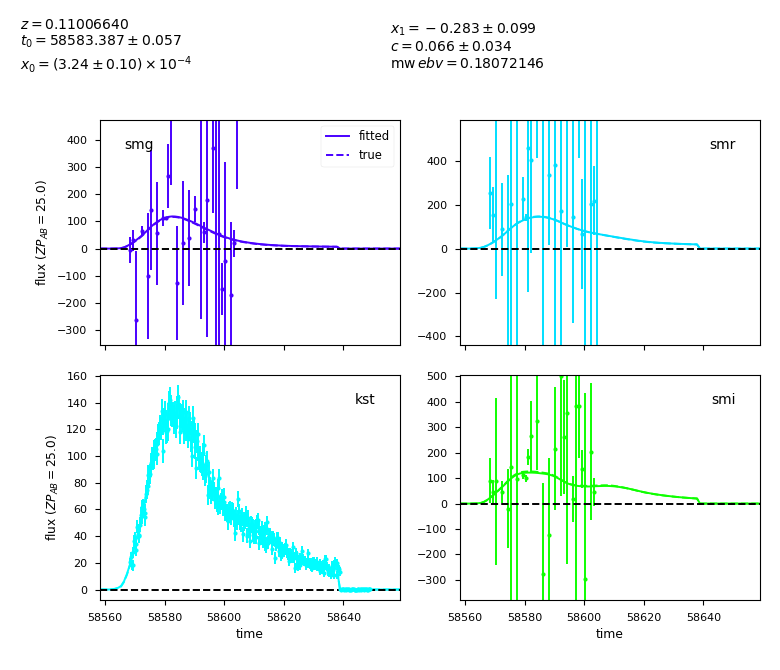 z = 0.11006640
t₀ = 58583.387 ± 0.057
x₀ = (3.24 ± 0.10) × 10⁻⁴
x₁ = −0.283 ± 0.099
c = 0.066 ± 0.034
mw ebv = 0.18072146
smg
fitted
true
400
300
200
100
0
−100
−200
−300
flux (ZP_AB = 25.0)
smr
400
200
0
−200
−400
kst
160
140
120
100
80
60
40
20
0
flux (ZP_AB = 25.0)
58560 58580 58600 58620 58640
time
smi
500
400
300
200
100
0
−100
−200
−300
58560 58580 58600 58620 58640
time